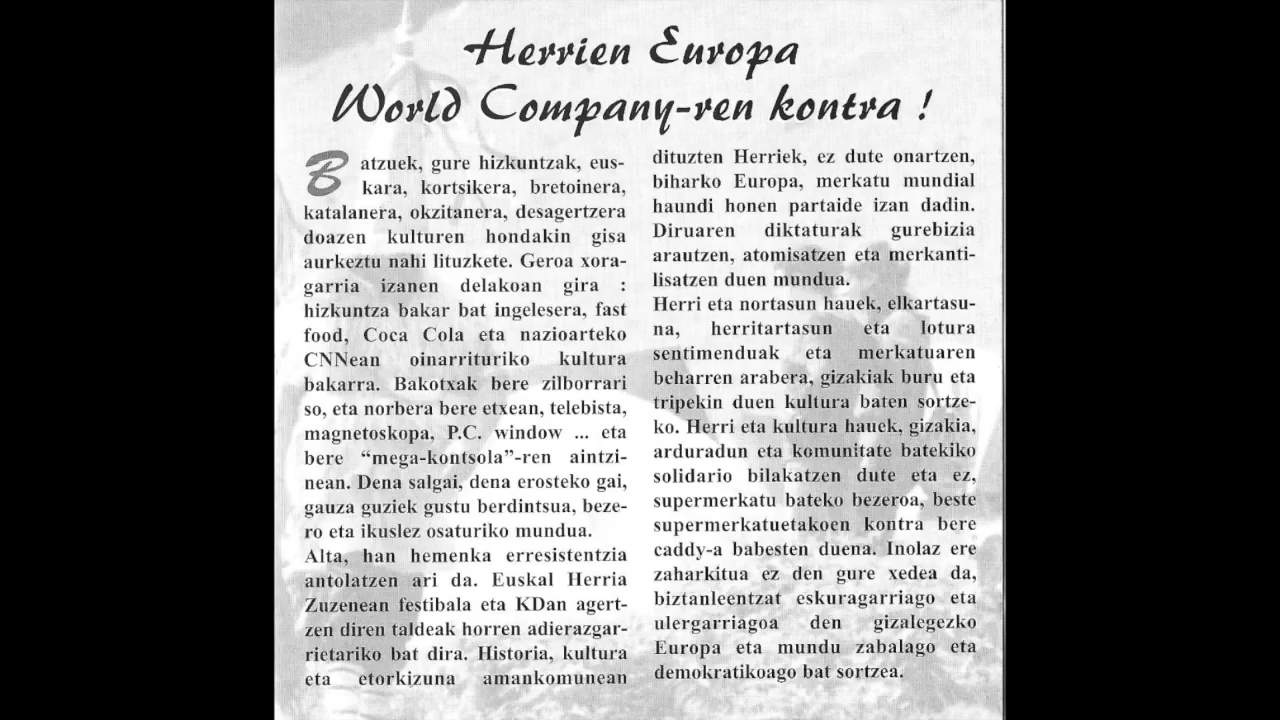 Herrien Europa
World Company-ren kontra !
Batzuek, gure hizkuntzak, eus-
kara, kortsikera, bretoinera,
katalanera, okzitanera, desagertzera
doazen kulturen hondakin gisa
aurkeztu nahi lituzkete. Geroa xora-
garria izanen delakoan gira :
hizkuntza bakar bat ingelesera, fast
food, Coca Cola eta nazioarteko
CNNean oinarrituriko kultura
bakarra. Bakotxak bere zilborrari
so, eta norbera bere etxean, telebista,
magnetoskopa, P.C. window ... eta
bere “mega-kontsola”-ren aintzi-
nean. Dena salgai, dena erosteko gai,
gauza guziek gustu berdintsua, beze-
ro eta ikuslez osaturiko mundua.
Alta, han hemenka erresistentzia
antolatzen ari da. Euskal Herria
Zuzenean festibala eta KDan agert-
zen diren taldeak horren adierazgar-
rietariko bat dira. Historia, kultura
eta etorkizuna amankomunean
dituzten Herriek, ez dute onartzen,
biharko Europa, merkatu mundial
haundi honen partaide izan dadin.
Diruaren diktaturak gurebizia
arautzen, atomisatzen eta merkanti-
lisatzen duen mundua.
Herri eta nortasun hauek, elkartasu-
na, herritartasun eta lotura
sentimenduak eta merkatuaren
beharren arabera, gizakiak buru eta
tripekin duen kultura baten sortze-
ko. Herri eta kultura hauek, gizakia,
arduradun eta komunitate batekiko
solidario bilakatzen dute eta ez,
supermerkatu bateko bezeroa, beste
supermerkatuetakoen kontra bere
caddy-a babesten duena. Inolaz ere
zaharkitua ez den gure xedea da,
biztanleentzat eskuragarriago eta
ulergarriagoa den gizalegezko
Europa eta mundu zabalago eta
demokratikoago bat sortzea.